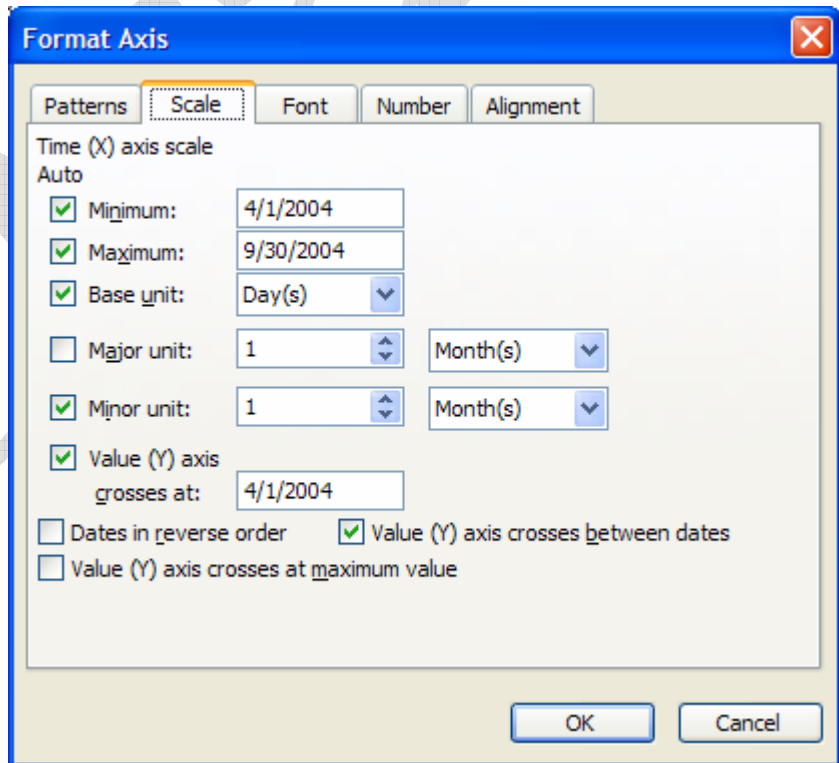 Format Axis
Patterns Scale Font Number Alignment
Time (X) axis scale
Auto
Minimum: 4/1/2004
Maximum: 9/30/2004
Base unit: Day(s)
Major unit: 1 Month(s)
Minor unit: 1 Month(s)
Value (Y) axis
crosses at: 4/1/2004
Dates in reverse order Value (Y) axis crosses between dates
Value (Y) axis crosses at maximum value
OK Cancel